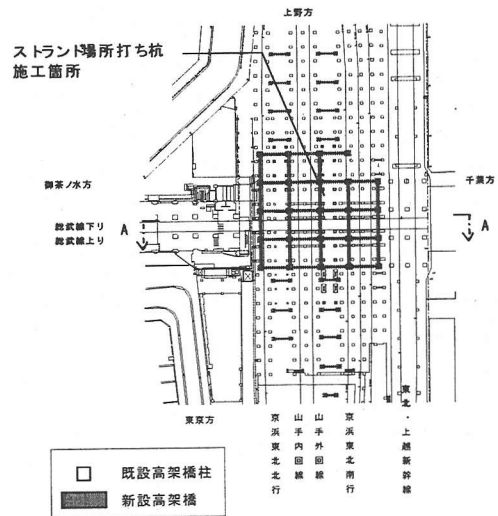 上野方
ストランド場所打ち杭
施工箇所
御茶ノ水方
千葉方
総武線下り
総武線上り
A
A
東京方
京浜東北北行
山手内回線
山手外回線
京浜東北南行
東北・上越新幹線
既設高架橋柱
新設高架橋